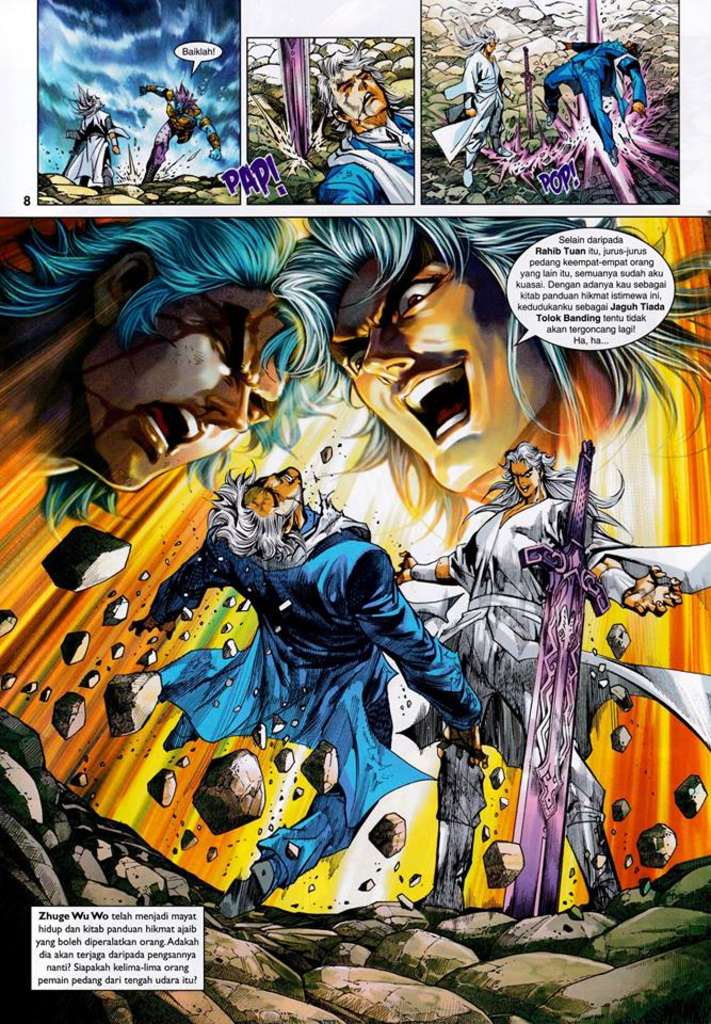 Baiklah!
PAP!
POP!
8
Selain daripada
Rahib Tuan itu, jurus-jurus
pedang keempat-empat orang
yang lain itu, semuanya sudah aku
kuasai. Dengan adanya kau sebagai
kitab panduan hikmat istimewa ini,
kedudukanku sebagai Jaguh Tiada
Tolok Banding tentu tidak
akan tergoncang lagi!
Ha, ha...
Zhuge Wu Wo telah menjadi mayat
hidup dan kitab panduan hikmat ajaib
yang boleh diperalatkan orang. Adakah
dia akan terjaga daripada pengsannya
nanti? Siapakah kelima-lima orang
pemain pedang dari tengah udara itu?